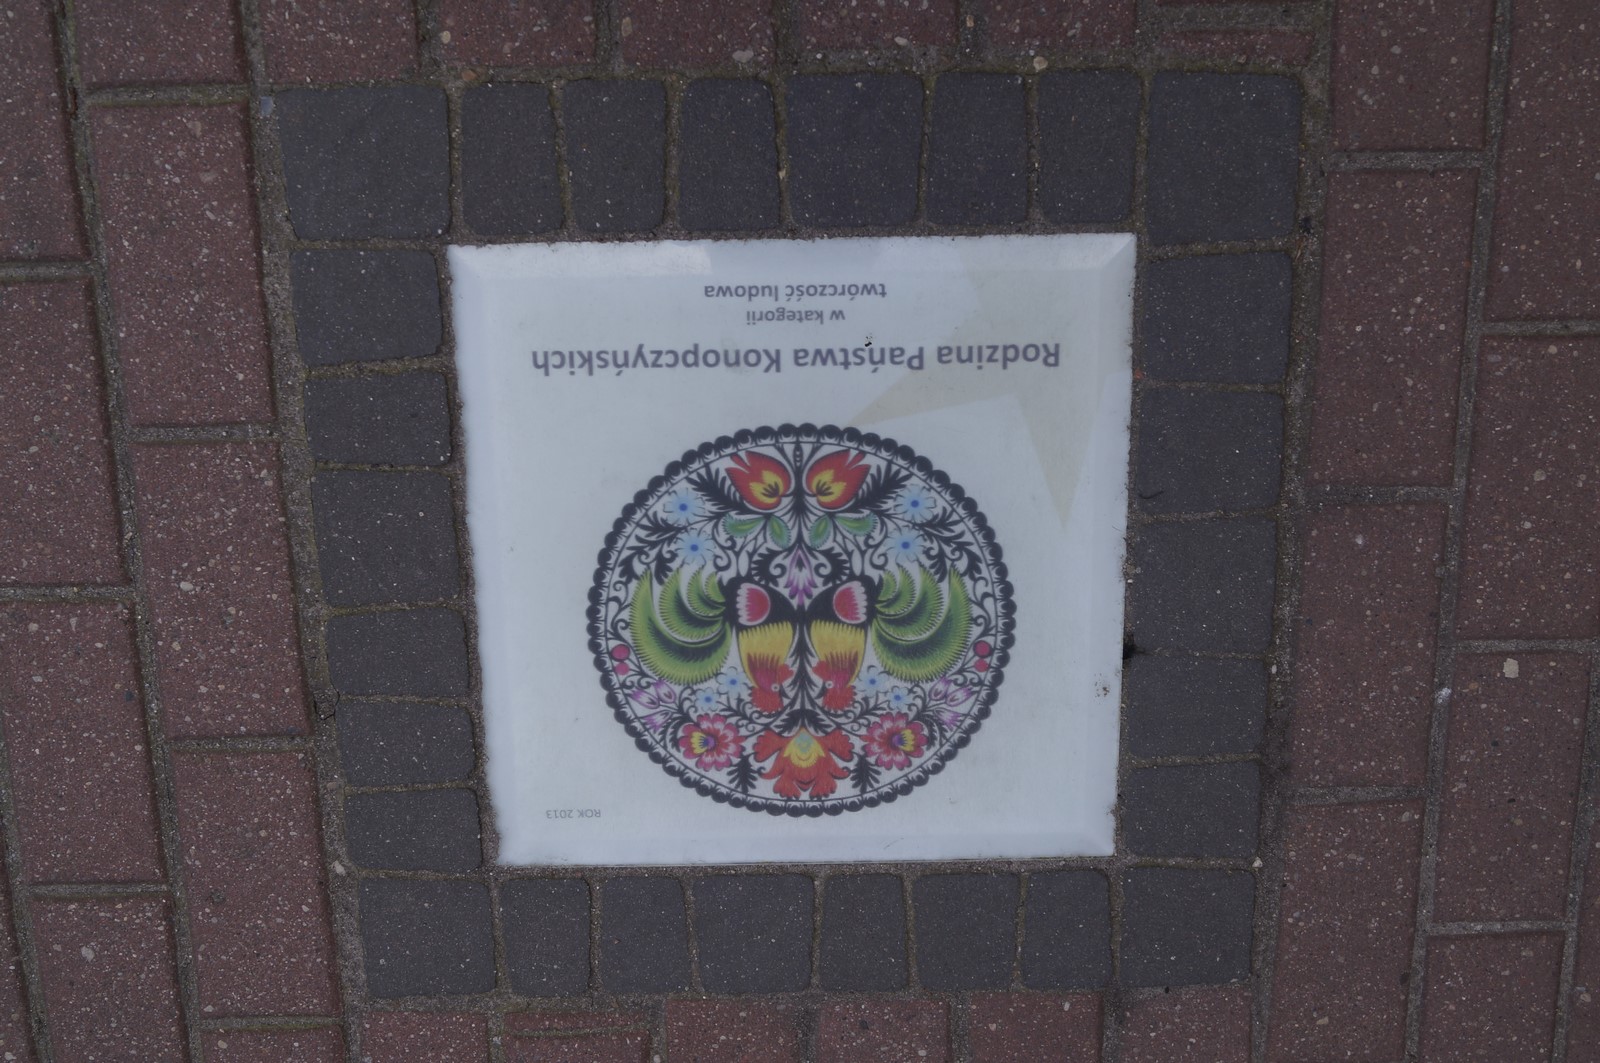 ROK 2013
Rodzina Państwa Konopczyńskich
w kategorii
twórczość ludowa